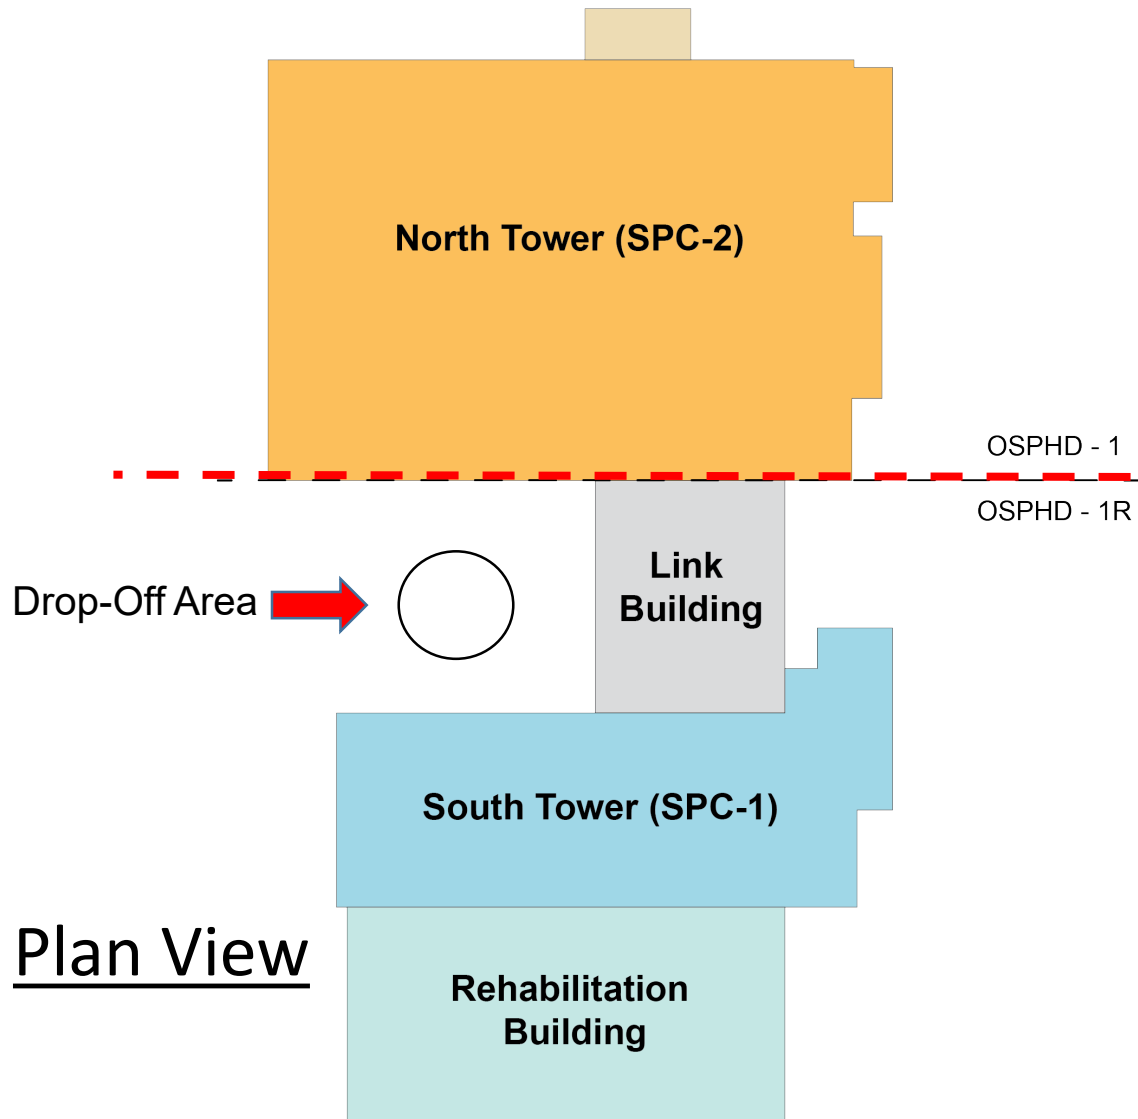 North Tower (SPC-2)
OSPHD - 1
OSPHD - 1R
Link
Building
Drop-Off Area
South Tower (SPC-1)
Plan View
Rehabilitation
Building